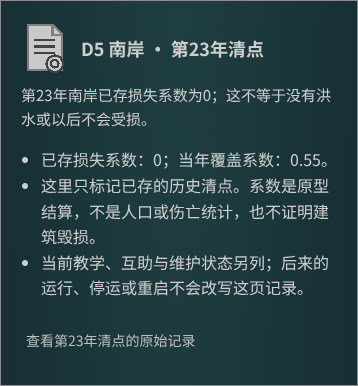 D5 南岸 · 第23年清点
第23年南岸已存损失系数为0；这不等于没有洪
水或以后不会受损。
• 已存损失系数：0；当年覆盖系数：0.55。
• 这里只标记已存的历史清点。系数是原型
结算，不是人口或伤亡统计，也不证明建
筑毁损。
• 当前教学、互助与维护状态另列；后来的
运行、停运或重启不会改写这页记录。
查看第23年清点的原始记录